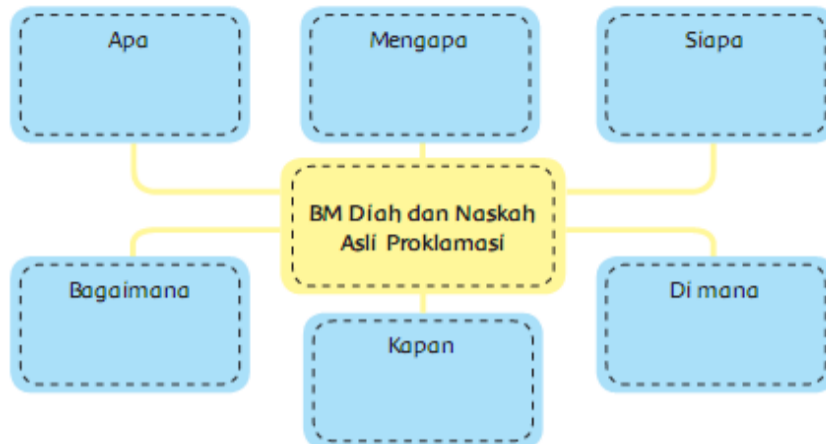 Apa
Mengapa
Siapa
BM Diah dan Naskah
Asli Proklamasi
Bagaimana
Kapan
Di mana